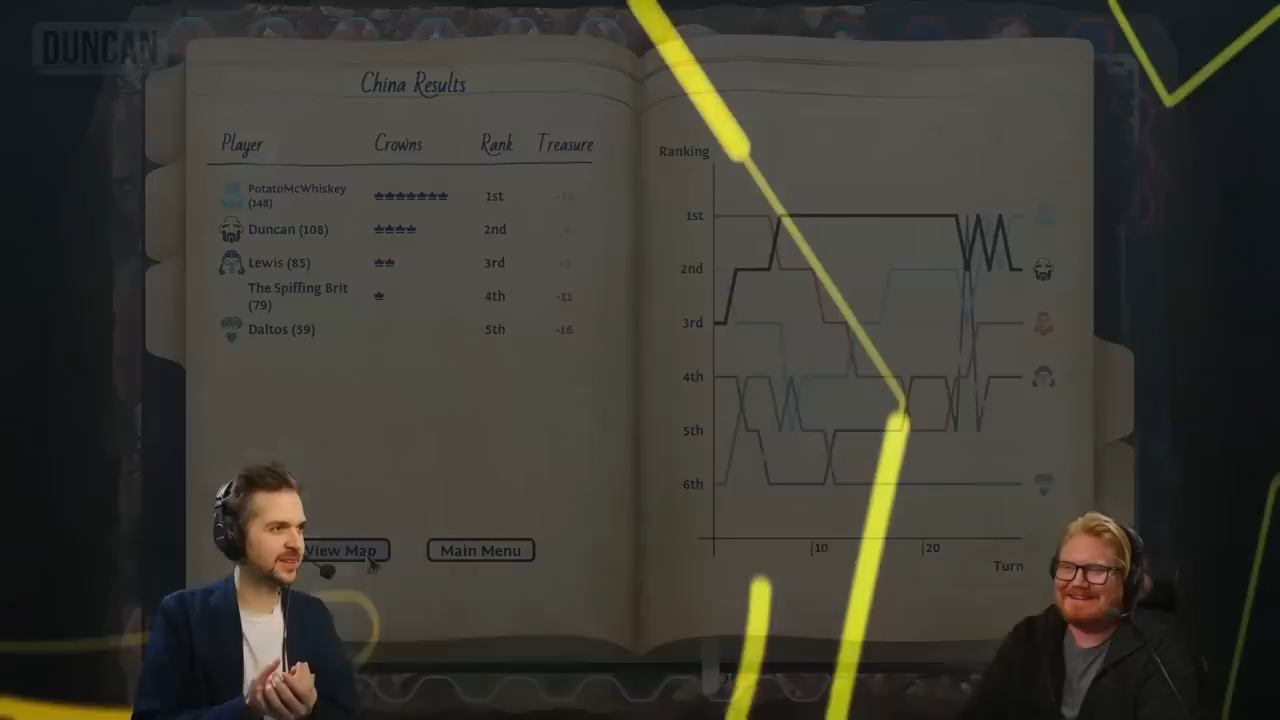 DUNCAN
China Results
Player Crowns Rank Treasure
PotatoMcWhiskey
(148) 1st
Duncan (108) 2nd
Lewis (85) 3rd
The Spiffing Brit
(79) 4th -11
Daltos (59) 5th -16
View Map
Main Menu
Ranking
1st
2nd
3rd
4th
5th
6th
10
20
Turn